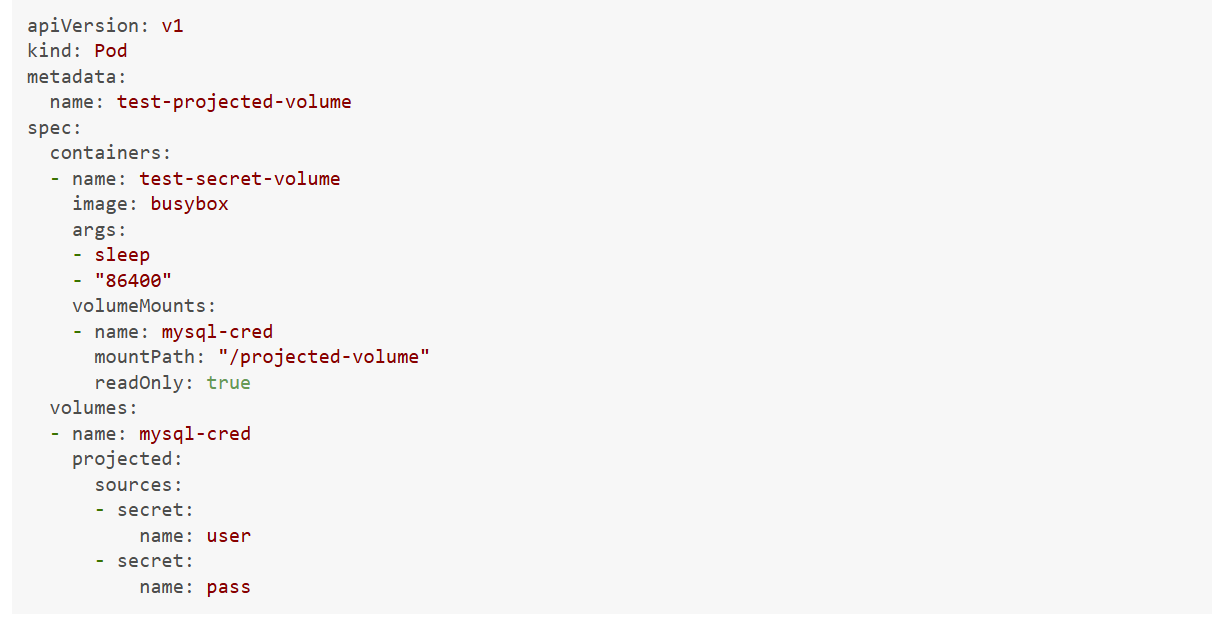 apiVersion: v1
kind: Pod
metadata:
  name: test-projected-volume
spec:
  containers:
  - name: test-secret-volume
    image: busybox
    args:
    - sleep
    - "86400"
    volumeMounts:
    - name: mysql-cred
      mountPath: "/projected-volume"
      readOnly: true
  volumes:
  - name: mysql-cred
    projected:
      sources:
      - secret:
          name: user
      - secret:
          name: pass